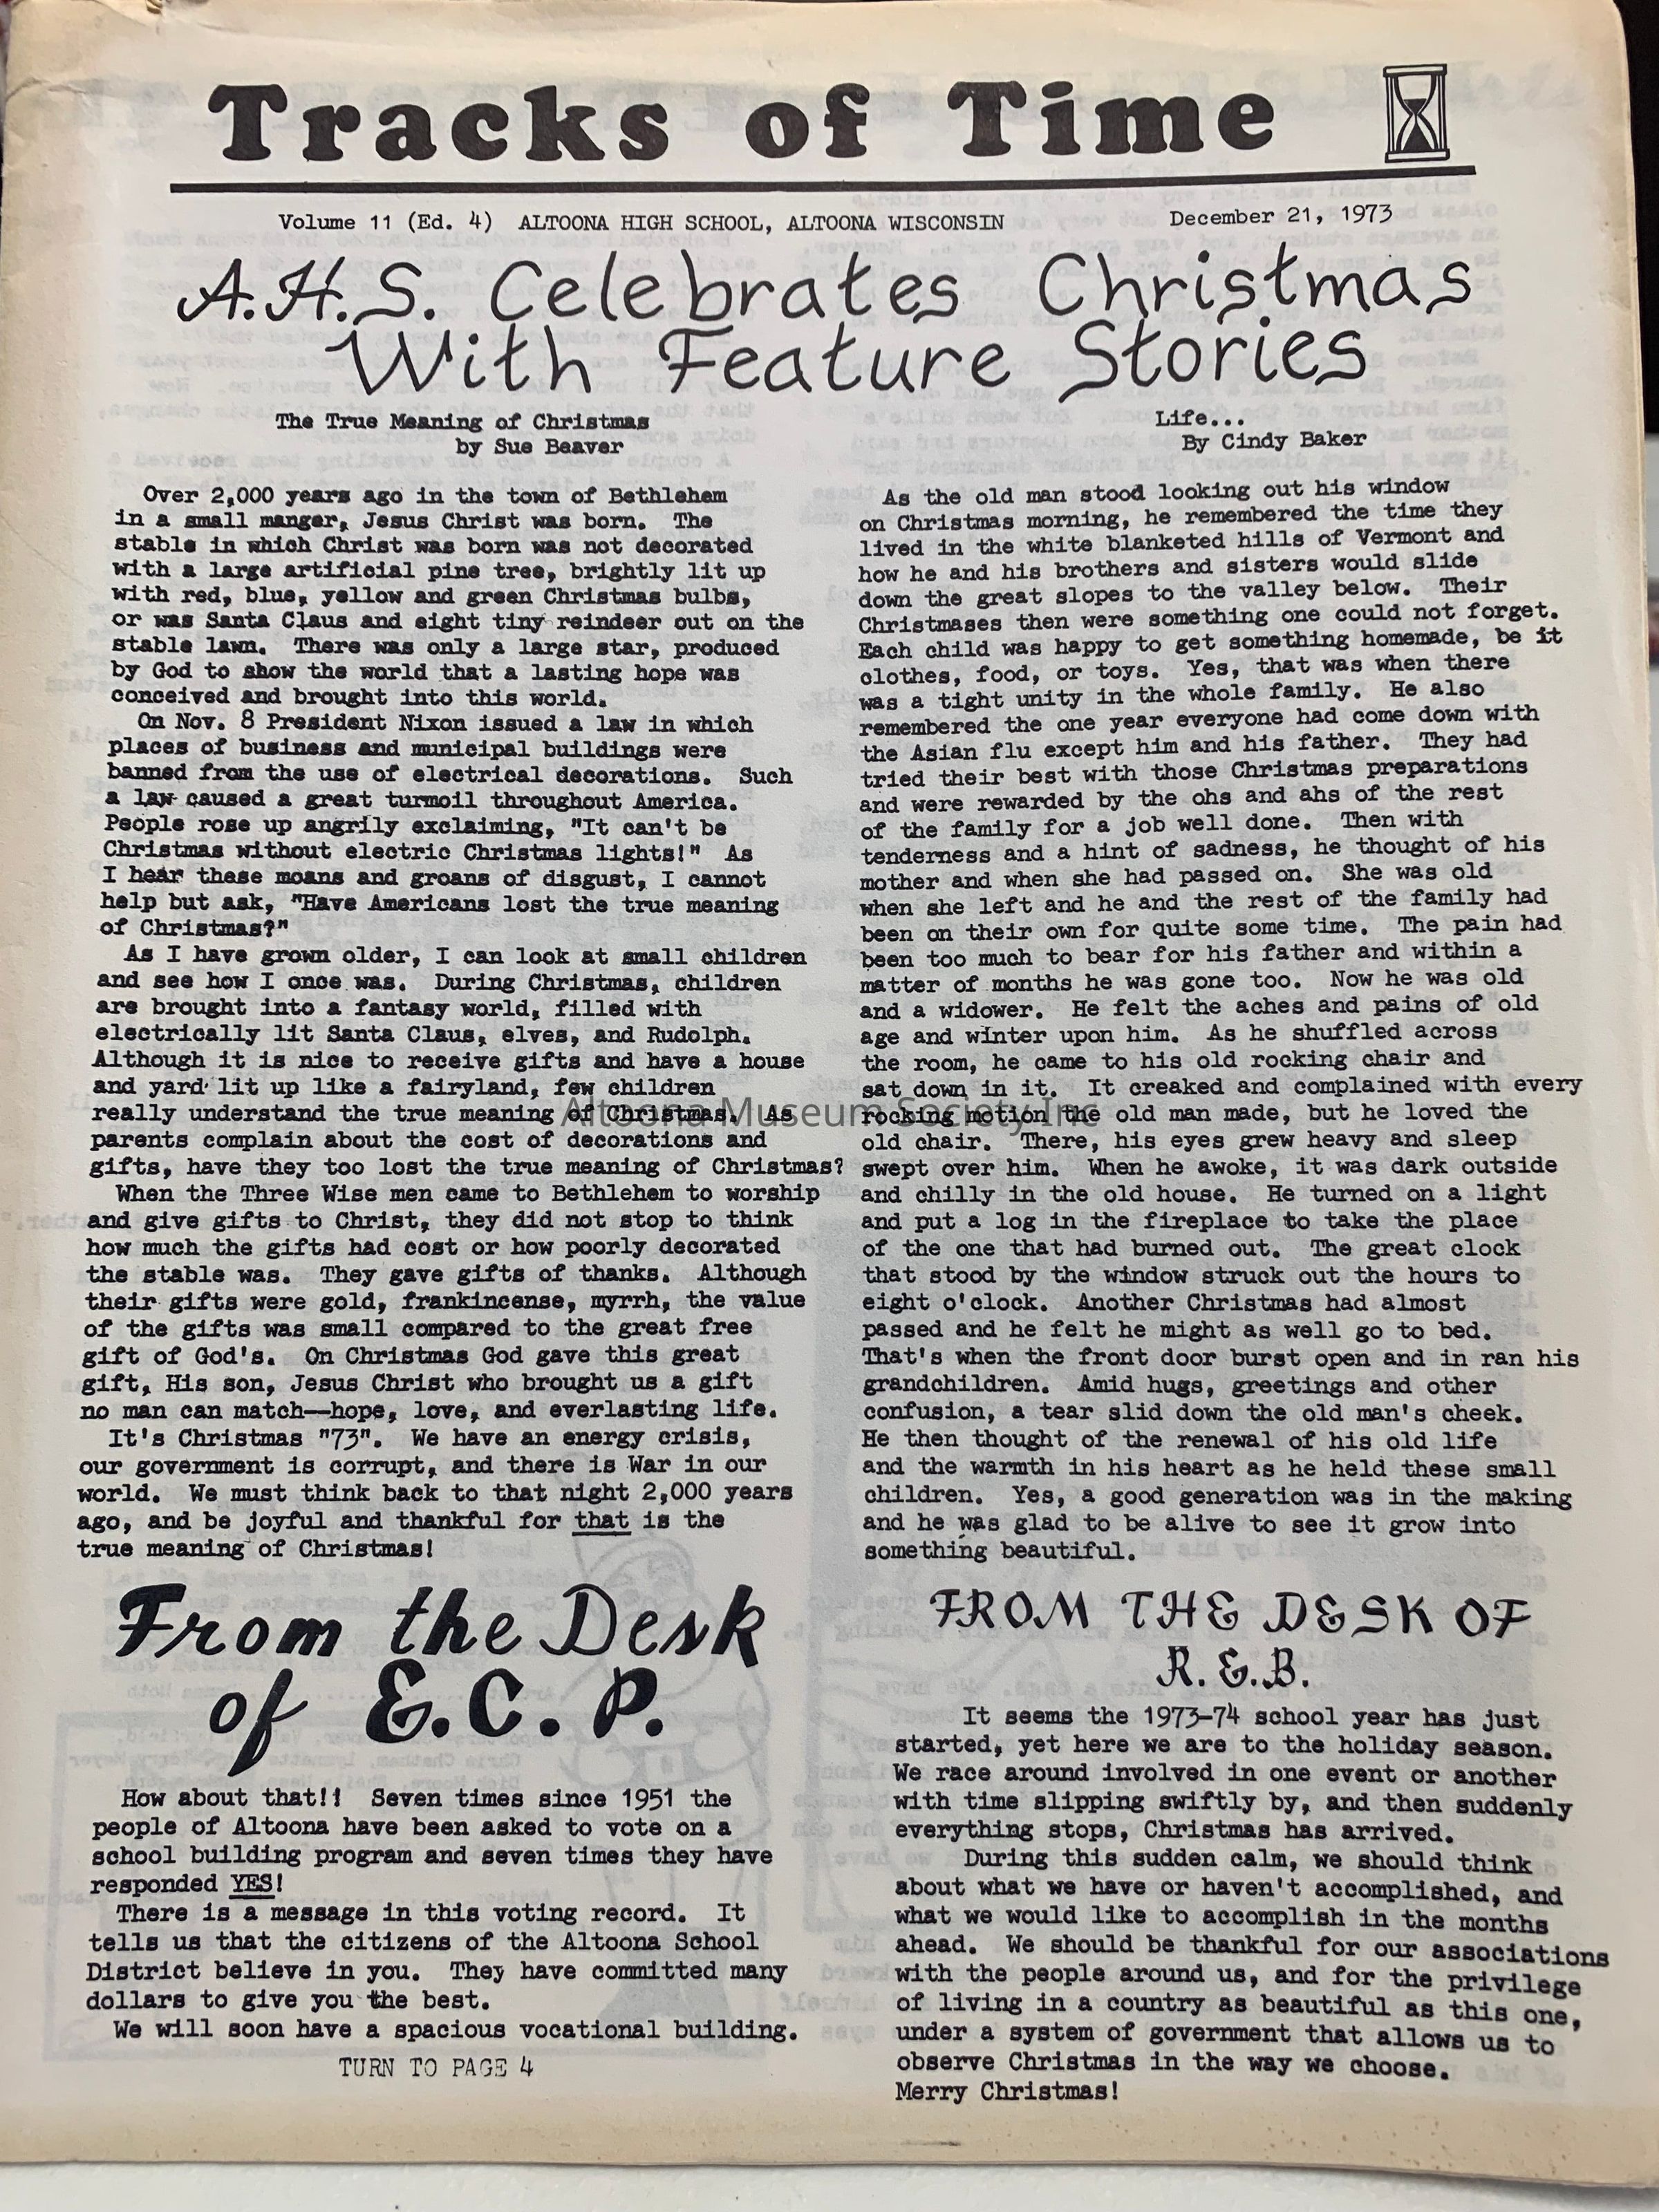 Tracks of Time
Volume 11 (Ed. 4) ALTOONA HIGH SCHOOL, ALTOONA WISCONSIN
December 21, 1973
A.H.S. Celebrates Christmas
With Feature Stories
The True Meaning of Christmas
by Sue Beaver
Over 2,000 years ago in the town of Bethlehem
in a small manger, Jesus Christ was born. The
stable in which Christ was born was not decorated
with a large artificial pine tree, brightly lit up
with red, blue, yellow and green Christmas bulbs,
or was Santa Claus and eight tiny reindeer out on the
stable lawn. There was only a large star, produced
by God to show the world that a lasting hope was
conceived and brought into this world.
On Nov. 8 President Nixon issued a law in which
places of business and municipal buildings were
banned from the use of electrical decorations. Such
a law caused a great turmoil throughout America.
People rose up angrily exclaiming, "It can't be
Christmas without electric Christmas lights!" As
I hear these moans and groans of disgust, I cannot
help but ask, "Have Americans lost the true meaning
of Christmas?"
As I have grown older, I can look at small children
and see how I once was. During Christmas, children
are brought into a fantasy world, filled with
electrically lit Santa Claus, elves, and Rudolph.
Although it is nice to receive gifts and have a house
and yard lit up like a fairyland, few children
really understand the true meaning of Christmas. As
parents complain about the cost of decorations and
gifts, have they too lost the true meaning of Christmas?
When the Three Wise men came to Bethlehem to worship
and give gifts to Christ, they did not stop to think
how much the gifts had cost or how poorly decorated
the stable was. They gave gifts of thanks. Although
their gifts were gold, frankincense, myrrh, the value
of the gifts was small compared to the great free
gift of God's. On Christmas God gave this great
gift, His son, Jesus Christ who brought us a gift
no man can match—hope, love, and everlasting life.
It's Christmas "73". We have an energy crisis,
our government is corrupt, and there is War in our
world. We must think back to that night 2,000 years
ago, and be joyful and thankful for that is the
true meaning of Christmas!
Life...
By Cindy Baker
As the old man stood looking out his window
on Christmas morning, he remembered the time they
lived in the white blanketed hills of Vermont and
how he and his brothers and sisters would slide
down the great slopes to the valley below. Their
Christmases then were something one could not forget.
Each child was happy to get something homemade, be it
clothes, food, or toys. Yes, that was when there
was a tight unity in the whole family. He also
remembered the one year everyone had come down with
the Asian flu except him and his father. They had
tried their best with those Christmas preparations
and were rewarded by the ohs and ahs of the rest
of the family for a job well done. Then with
tenderness and a hint of sadness, he thought of his
mother and when she had passed on. She was old
when she left and he and the rest of the family had
been on their own for quite some time. The pain had
been too much to bear for his father and within a
matter of months he was gone too. Now he was old
and a widower. He felt the aches and pains of old
age and winter upon him. As he shuffled across
the room, he came to his old rocking chair and
sat down in it. It creaked and complained with every
rocking motion the old man made, but he loved the
old chair. There, his eyes grew heavy and sleep
swept over him. When he awoke, it was dark outside
and chilly in the old house. He turned on a light
and put a log in the fireplace to take the place
of the one that had burned out. The great clock
that stood by the window struck out the hours to
eight o'clock. Another Christmas had almost
passed and he felt he might as well go to bed.
That's when the front door burst open and in ran his
grandchildren. Amid hugs, greetings and other
confusion, a tear slid down the old man's cheek.
He then thought of the renewal of his old life
and the warmth in his heart as he held these small
children. Yes, a good generation was in the making
and he was glad to be alive to see it grow into
something beautiful.
Altoona Museum Society Inc
From the Desk
of E.C.P.
How about that!! Seven times since 1951 the
people of Altoona have been asked to vote on a
school building program and seven times they have
responded YES!
There is a message in this voting record. It
tells us that the citizens of the Altoona School
District believe in you. They have committed many
dollars to give you the best.
We will soon have a spacious vocational building.
TURN TO PAGE 4
FROM THE DESK OF
R.E.B.
It seems the 1973-74 school year has just
started, yet here we are to the holiday season.
We race around involved in one event or another
with time slipping swiftly by, and then suddenly
everything stops, Christmas has arrived.
During this sudden calm, we should think
about what we have or haven't accomplished, and
what we would like to accomplish in the months
ahead. We should be thankful for our associations
with the people around us, and for the privilege
of living in a country as beautiful as this one,
under a system of government that allows us to
observe Christmas in the way we choose.
Merry Christmas!